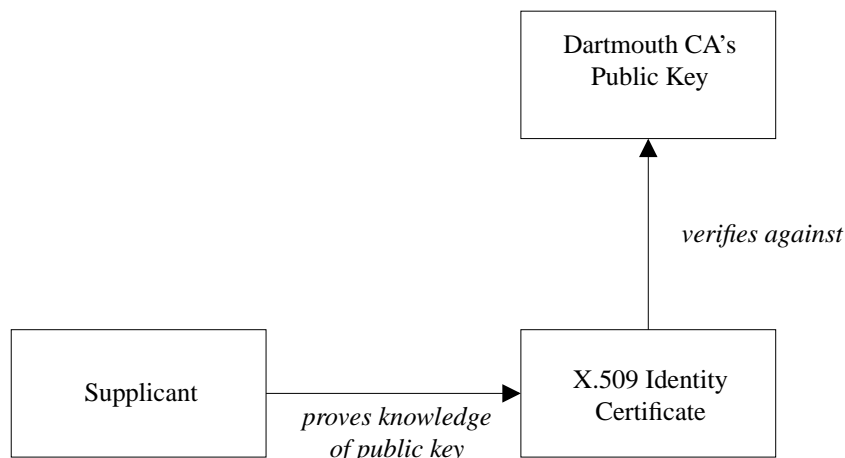 Dartmouth CA’s
Public Key
verifies against
Supplicant
X.509 Identity
Certificate
proves knowledge
of public key